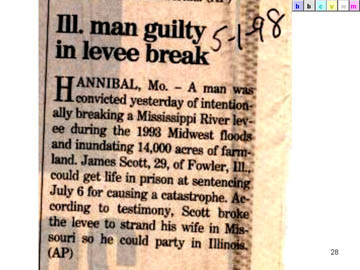 Ill. man guilty
in levee break
5-1-98
HANNIBAL, Mo. – A man was
convicted yesterday of intention-
ally breaking a Mississippi River lev-
ee during the 1993 Midwest floods
and inundating 14,000 acres of farm-
land. James Scott, 29, of Fowler, Ill.,
could get life in prison at sentencing
July 6 for causing a catastrophe. Ac-
cording to testimony, Scott broke
the levee to strand his wife in Mis-
souri so he could party in Illinois.
(AP)
b b c y w m
28